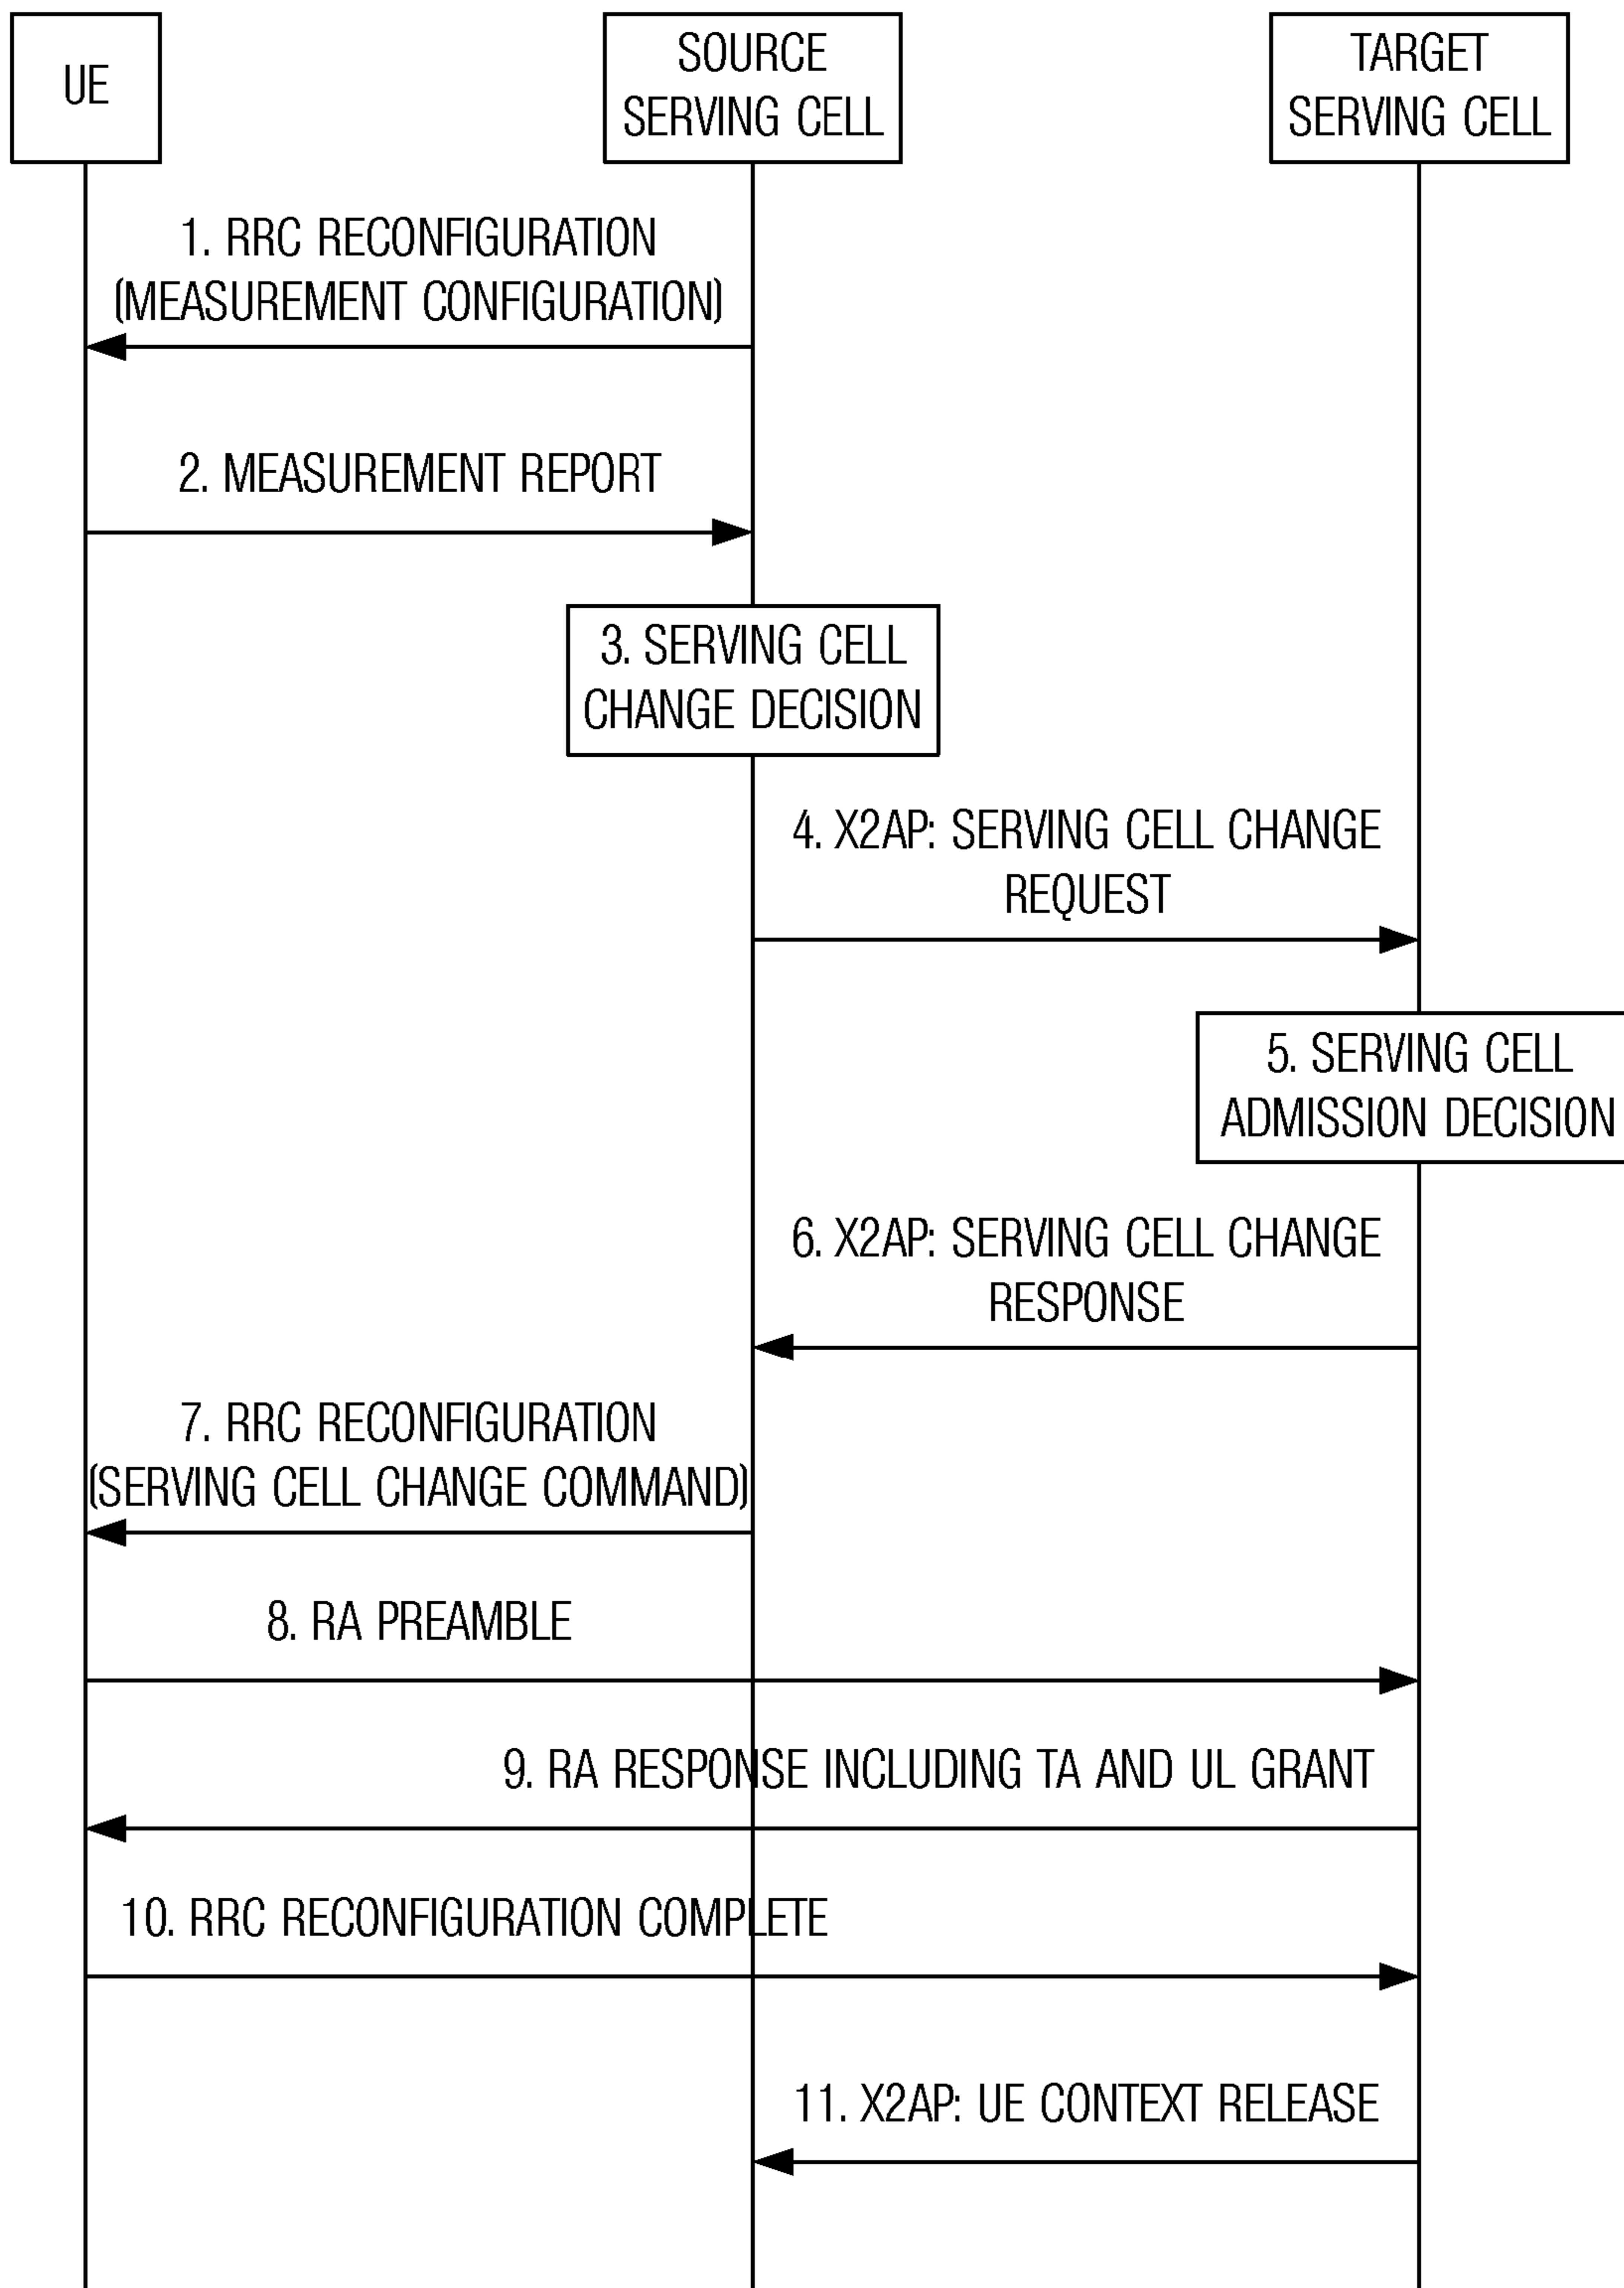 UE
SOURCE
SERVING CELL
TARGET
SERVING CELL
1. RRC RECONFIGURATION
(MEASUREMENT CONFIGURATION)
2. MEASUREMENT REPORT
3. SERVING CELL
CHANGE DECISION
4. X2AP: SERVING CELL CHANGE
REQUEST
5. SERVING CELL
ADMISSION DECISION
6. X2AP: SERVING CELL CHANGE
RESPONSE
7. RRC RECONFIGURATION
(SERVING CELL CHANGE COMMAND)
8. RA PREAMBLE
9. RA RESPONSE INCLUDING TA AND UL GRANT
10. RRC RECONFIGURATION COMPLETE
11. X2AP: UE CONTEXT RELEASE